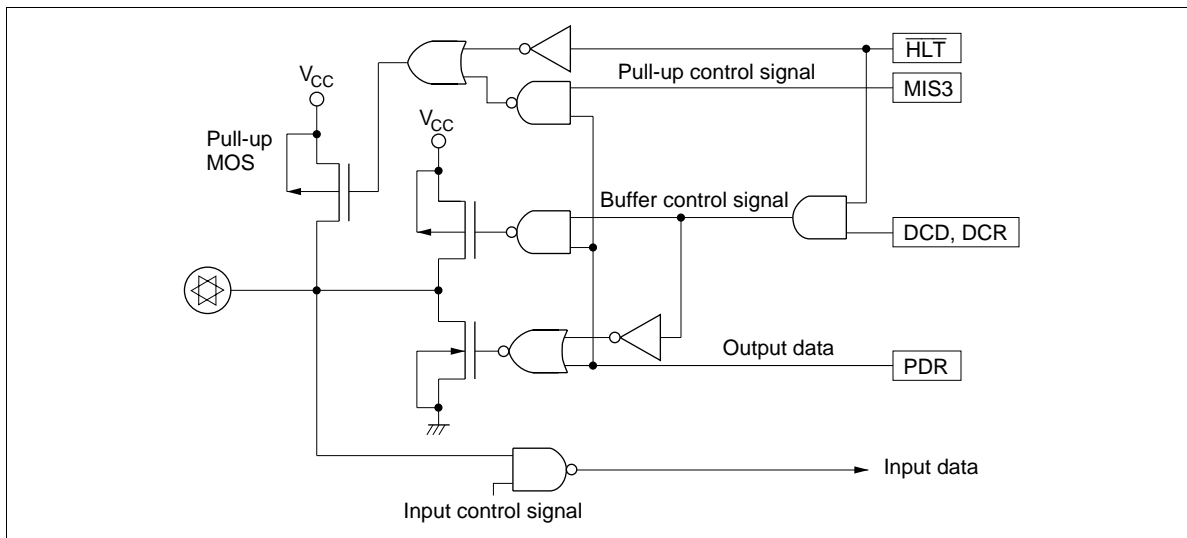 HLT
Pull-up control signal
MIS3
VCC
VCC
Pull-up
MOS
Buffer control signal
DCD, DCR
Output data
PDR
Input data
Input control signal